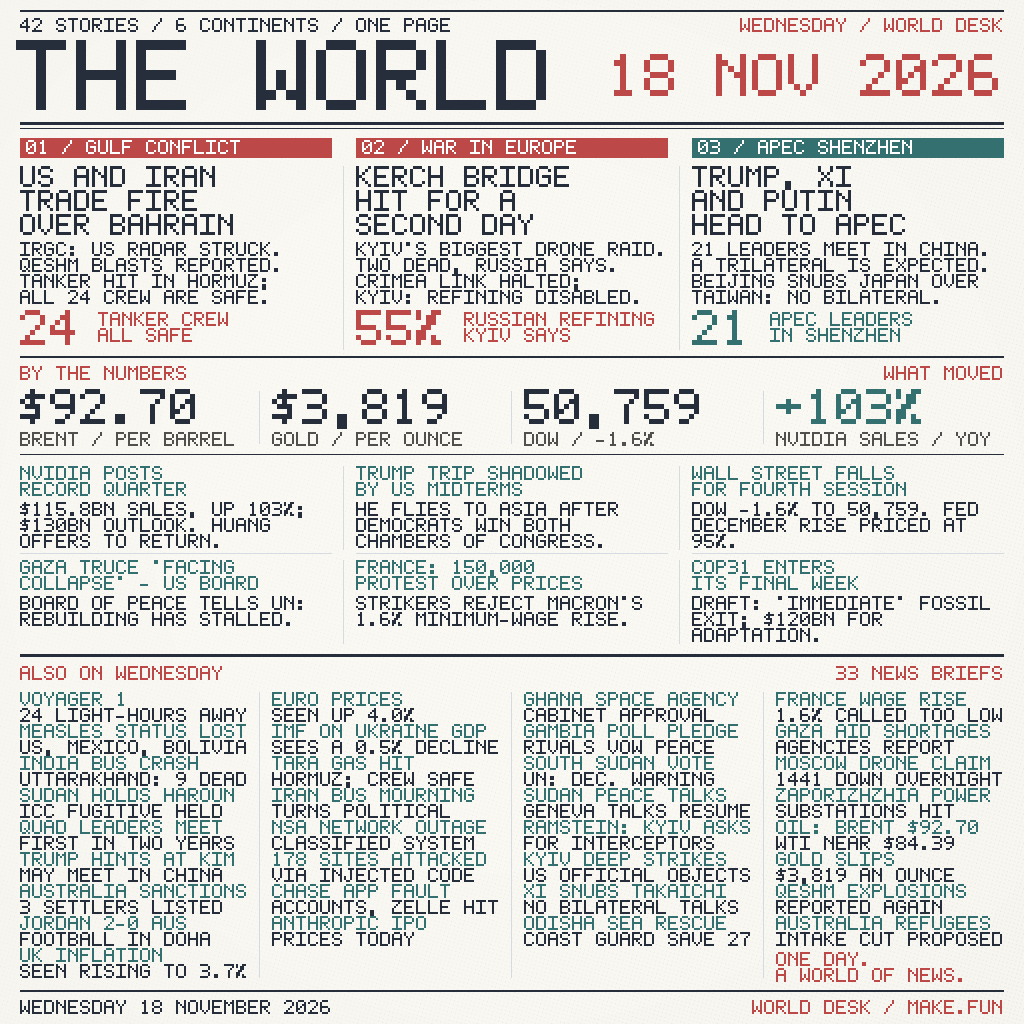 42 STORIES / 6 CONTINENTS / ONE PAGE
WEDNESDAY / WORLD DESK
THE WORLD
18 NOV 2026
01 / GULF CONFLICT
US AND IRAN
TRADE FIRE
OVER BAHRAIN
IRGC: US RADAR STRUCK.
QESHM BLASTS REPORTED.
TANKER HIT IN HORMUZ;
ALL 24 CREW ARE SAFE.
24
TANKER CREW
ALL SAFE
02 / WAR IN EUROPE
KERCH BRIDGE
HIT FOR A
SECOND DAY
KYIV'S BIGGEST DRONE RAID.
TWO DEAD, RUSSIA SAYS.
CRIMEA LINK HALTED;
KYIV: REFINING DISABLED.
55%
RUSSIAN REFINING
KYIV SAYS
03 / APEC SHENZHEN
TRUMP, XI
AND PUTIN
HEAD TO APEC
21 LEADERS MEET IN CHINA.
A TRILATERAL IS EXPECTED.
BEIJING SNUBS JAPAN OVER
TAIWAN: NO BILATERAL.
21
APEC LEADERS
IN SHENZHEN
BY THE NUMBERS
WHAT MOVED
$92.70
BRENT / PER BARREL
$3,819
GOLD / PER OUNCE
50,759
DOW / -1.6%
+103%
NVIDIA SALES / YOY
NVIDIA POSTS
RECORD QUARTER
$115.8BN SALES, UP 103%;
$130BN OUTLOOK. HUANG
OFFERS TO RETURN.
TRUMP TRIP SHADOWED
BY US MIDTERMS
HE FLIES TO ASIA AFTER
DEMOCRATS WIN BOTH
CHAMBERS OF CONGRESS.
WALL STREET FALLS
FOR FOURTH SESSION
DOW -1.6% TO 50,759. FED
DECEMBER RISE PRICED AT
95%.
GAZA TRUCE 'FACING
COLLAPSE' - US BOARD
BOARD OF PEACE TELLS UN:
REBUILDING HAS STALLED.
FRANCE: 150,000
PROTEST OVER PRICES
STRIKERS REJECT MACRON'S
1.6% MINIMUM-WAGE RISE.
COP31 ENTERS
ITS FINAL WEEK
DRAFT: 'IMMEDIATE' FOSSIL
EXIT; $120BN FOR
ADAPTATION.
ALSO ON WEDNESDAY
33 NEWS BRIEFS
VOYAGER 1
24 LIGHT-HOURS AWAY
MEASLES STATUS LOST
US, MEXICO, BOLIVIA
INDIA BUS CRASH
UTTARAKHAND: 9 DEAD
SUDAN HOLDS HAROUN
ICC FUGITIVE HELD
QUAD LEADERS MEET
FIRST IN TWO YEARS
TRUMP HINTS AT KIM
MAY MEET IN CHINA
AUSTRALIA SANCTIONS
3 SETTLERS LISTED
JORDAN 2-0 AUS
FOOTBALL IN DOHA
UK INFLATION
SEEN RISING TO 3.7%
EURO PRICES
SEEN UP 4.0%
IMF ON UKRAINE GDP
SEES A 0.5% DECLINE
TARA GAS HIT
HORMUZ; CREW SAFE
IRAN BUS MOURNING
TURNS POLITICAL
NSA NETWORK OUTAGE
CLASSIFIED SYSTEM
178 SITES ATTACKED
VIA INJECTED CODE
CHASE APP FAULT
ACCOUNTS, ZELLE HIT
ANTHROPIC IPO
PRICES TODAY
GHANA SPACE AGENCY
CABINET APPROVAL
GAMBIA POLL PLEDGE
RIVALS VOW PEACE
SOUTH SUDAN VOTE
UN: DEC. WARNING
SUDAN PEACE TALKS
GENEVA TALKS RESUME
RAMSTEIN: KYIV ASKS
FOR INTERCEPTORS
KYIV DEEP STRIKES
US OFFICIAL OBJECTS
XI SNUBS TAKAICHI
NO BILATERAL TALKS
ODISHA SEA RESCUE
COAST GUARD SAVE 27
FRANCE WAGE RISE
1.6% CALLED TOO LOW
GAZA AID SHORTAGES
AGENCIES REPORT
MOSCOW DRONE CLAIM
1441 DOWN OVERNIGHT
ZAPORIZHZHIA POWER
SUBSTATIONS HIT
OIL: BRENT $92.70
WTI NEAR $84.39
GOLD SLIPS
$3,819 AN OUNCE
QESHM EXPLOSIONS
REPORTED AGAIN
AUSTRALIA REFUGEES
INTAKE CUT PROPOSED
ONE DAY.
A WORLD OF NEWS.
WEDNESDAY 18 NOVEMBER 2026
WORLD DESK / MAKE.FUN